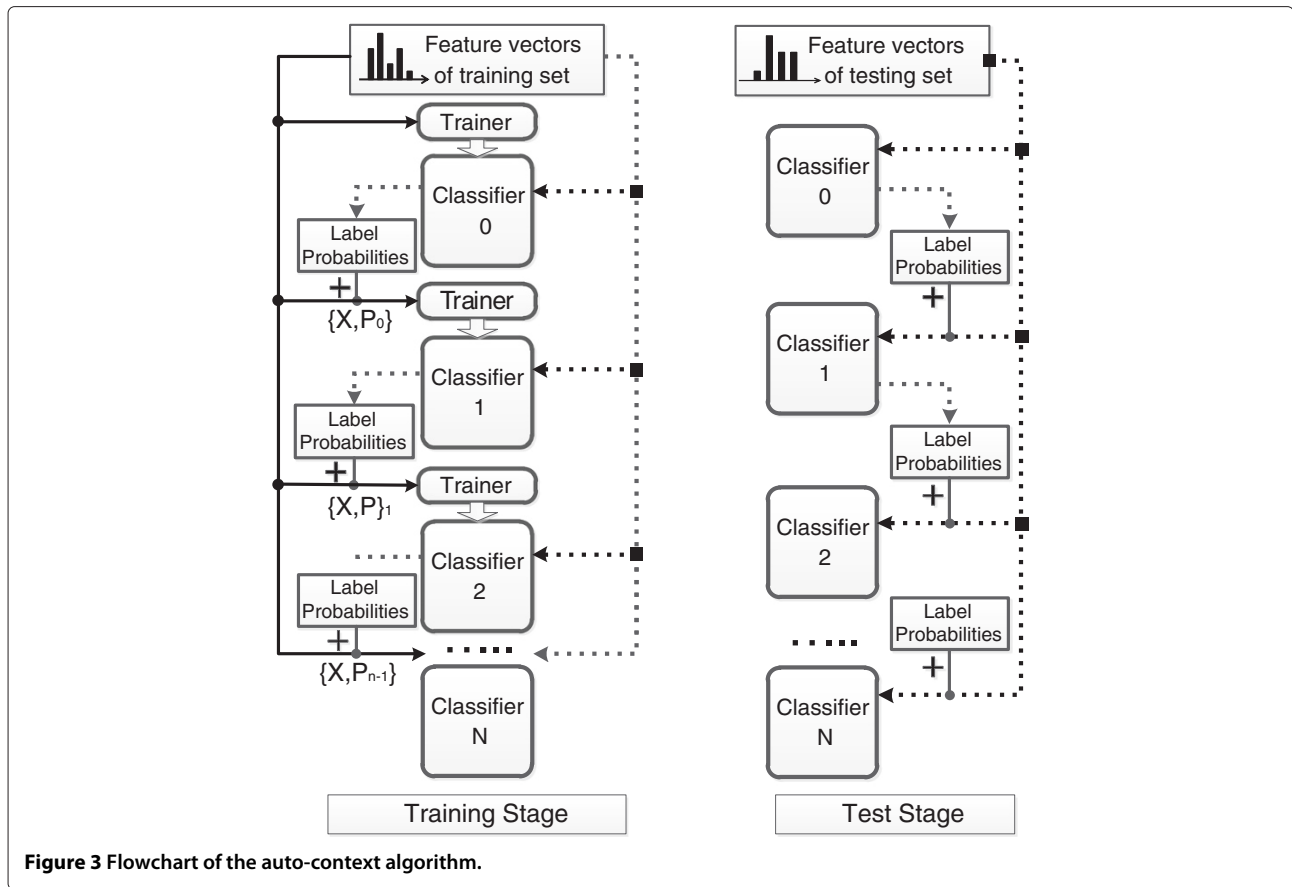 Feature vectors
of training set
Trainer
Classifier
0
Label
Probabilities
+
{X,P0}
Trainer
Classifier
1
Label
Probabilities
+
{X,P}1
Trainer
Classifier
2
Label
Probabilities
+
{X,Pn-1}
......
Classifier
N
Training Stage
Feature vectors
of testing set
Classifier
0
Label
Probabilities
+
Classifier
1
Label
Probabilities
+
Classifier
2
Label
Probabilities
+
......
Classifier
N
Test Stage
Figure 3 Flowchart of the auto-context algorithm.